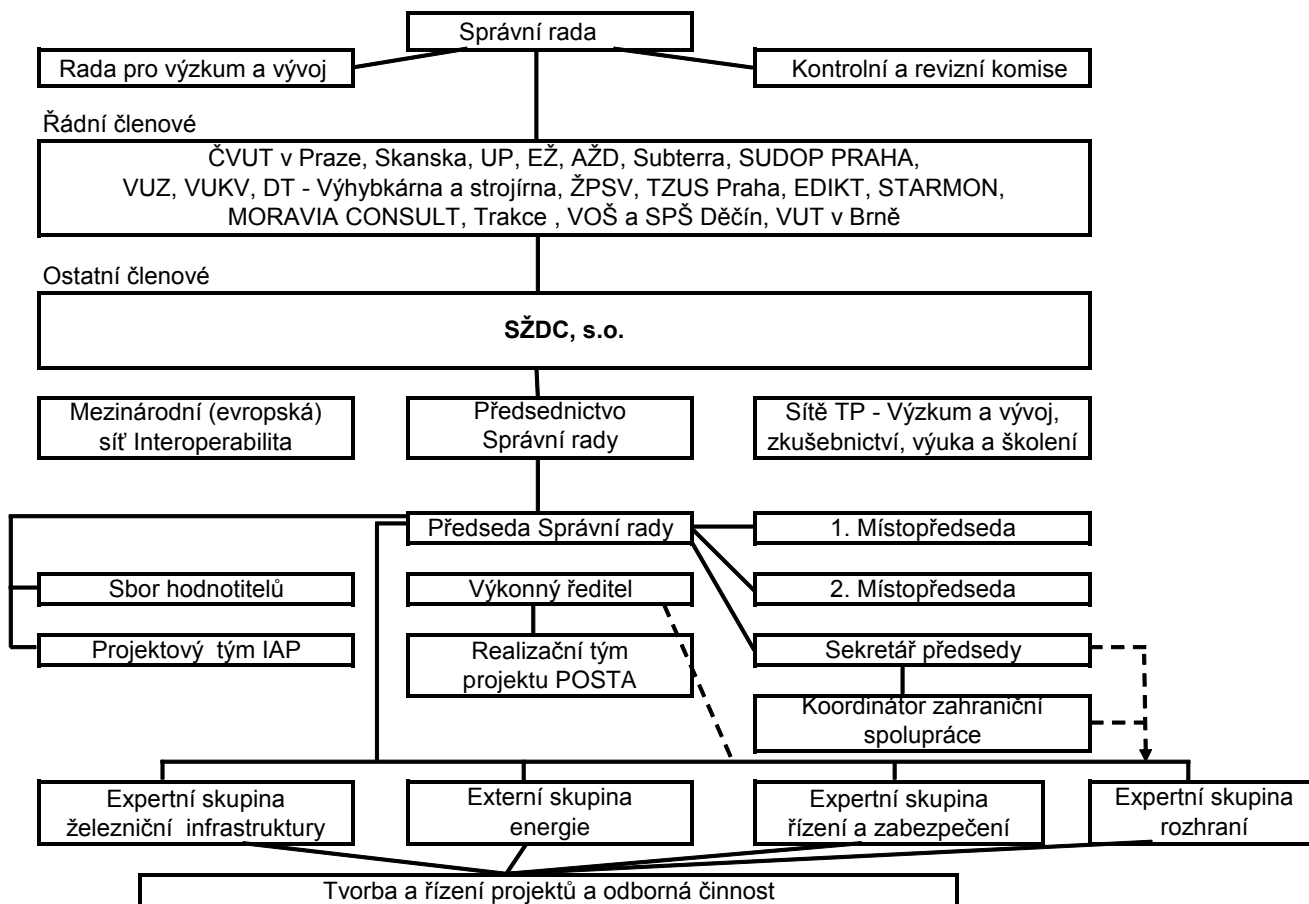 Správní rada
Rada pro výzkum a vývoj
Kontrolní a revizní komise
Řádní členové
ČVUT v Praze, Skanska, UP, EŽ, AŽD, Subterra, SUDOP PRAHA,
VUZ, VUKV, DT - Výhybkárna a strojírna, ŽPSV, TZUS Praha, EDIKT, STARMON,
MORAVIA CONSULT, Trakce , VOŠ a SPŠ Děčín, VUT v Brně
Ostatní členové
SŽDC, s.o.
Mezinárodní (evropská)
síť Interoperabilita
Předsednictvo
Správní rady
Sítě TP - Výzkum a vývoj,
zkušebnictví, výuka a školení
Předseda Správní rady
1. Místopředseda
Sbor hodnotitelů
Výkonný ředitel
2. Místopředseda
Projektový tým IAP
Realizační tým
projektu POSTA
Sekretář předsedy
Koordinátor zahraniční
spolupráce
Expertní skupina
železniční infrastruktury
Externí skupina
energie
Expertní skupina
řízení a zabezpečení
Expertní skupina
rozhraní
Tvorba a řízení projektů a odborná činnost